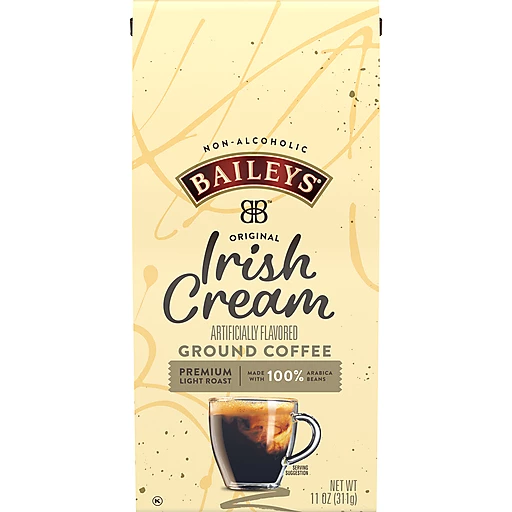 NON-ALCOHOLIC
BAILEYS®
BB™
ORIGINAL
Irish
Cream
ARTIFICIALLY FLAVORED
GROUND COFFEE
PREMIUM
LIGHT ROAST
MADE
WITH 100% ARABICA
BEANS
SERVING
SUGGESTION
NET WT
11 OZ (311g)
K